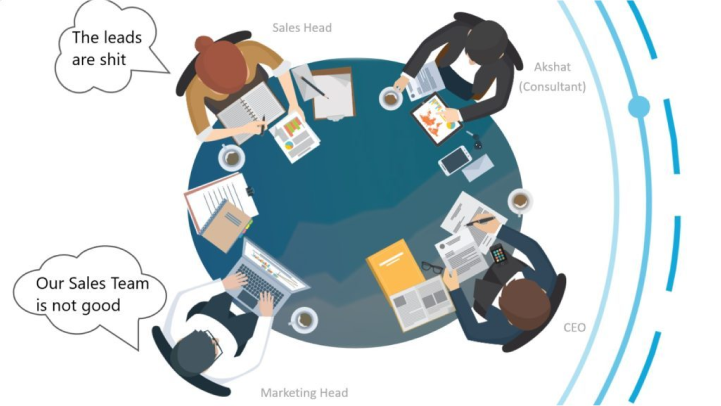 The leads
are shit
Sales Head
Akshat
(Consultant)
Our Sales Team
is not good
CEO
Marketing Head